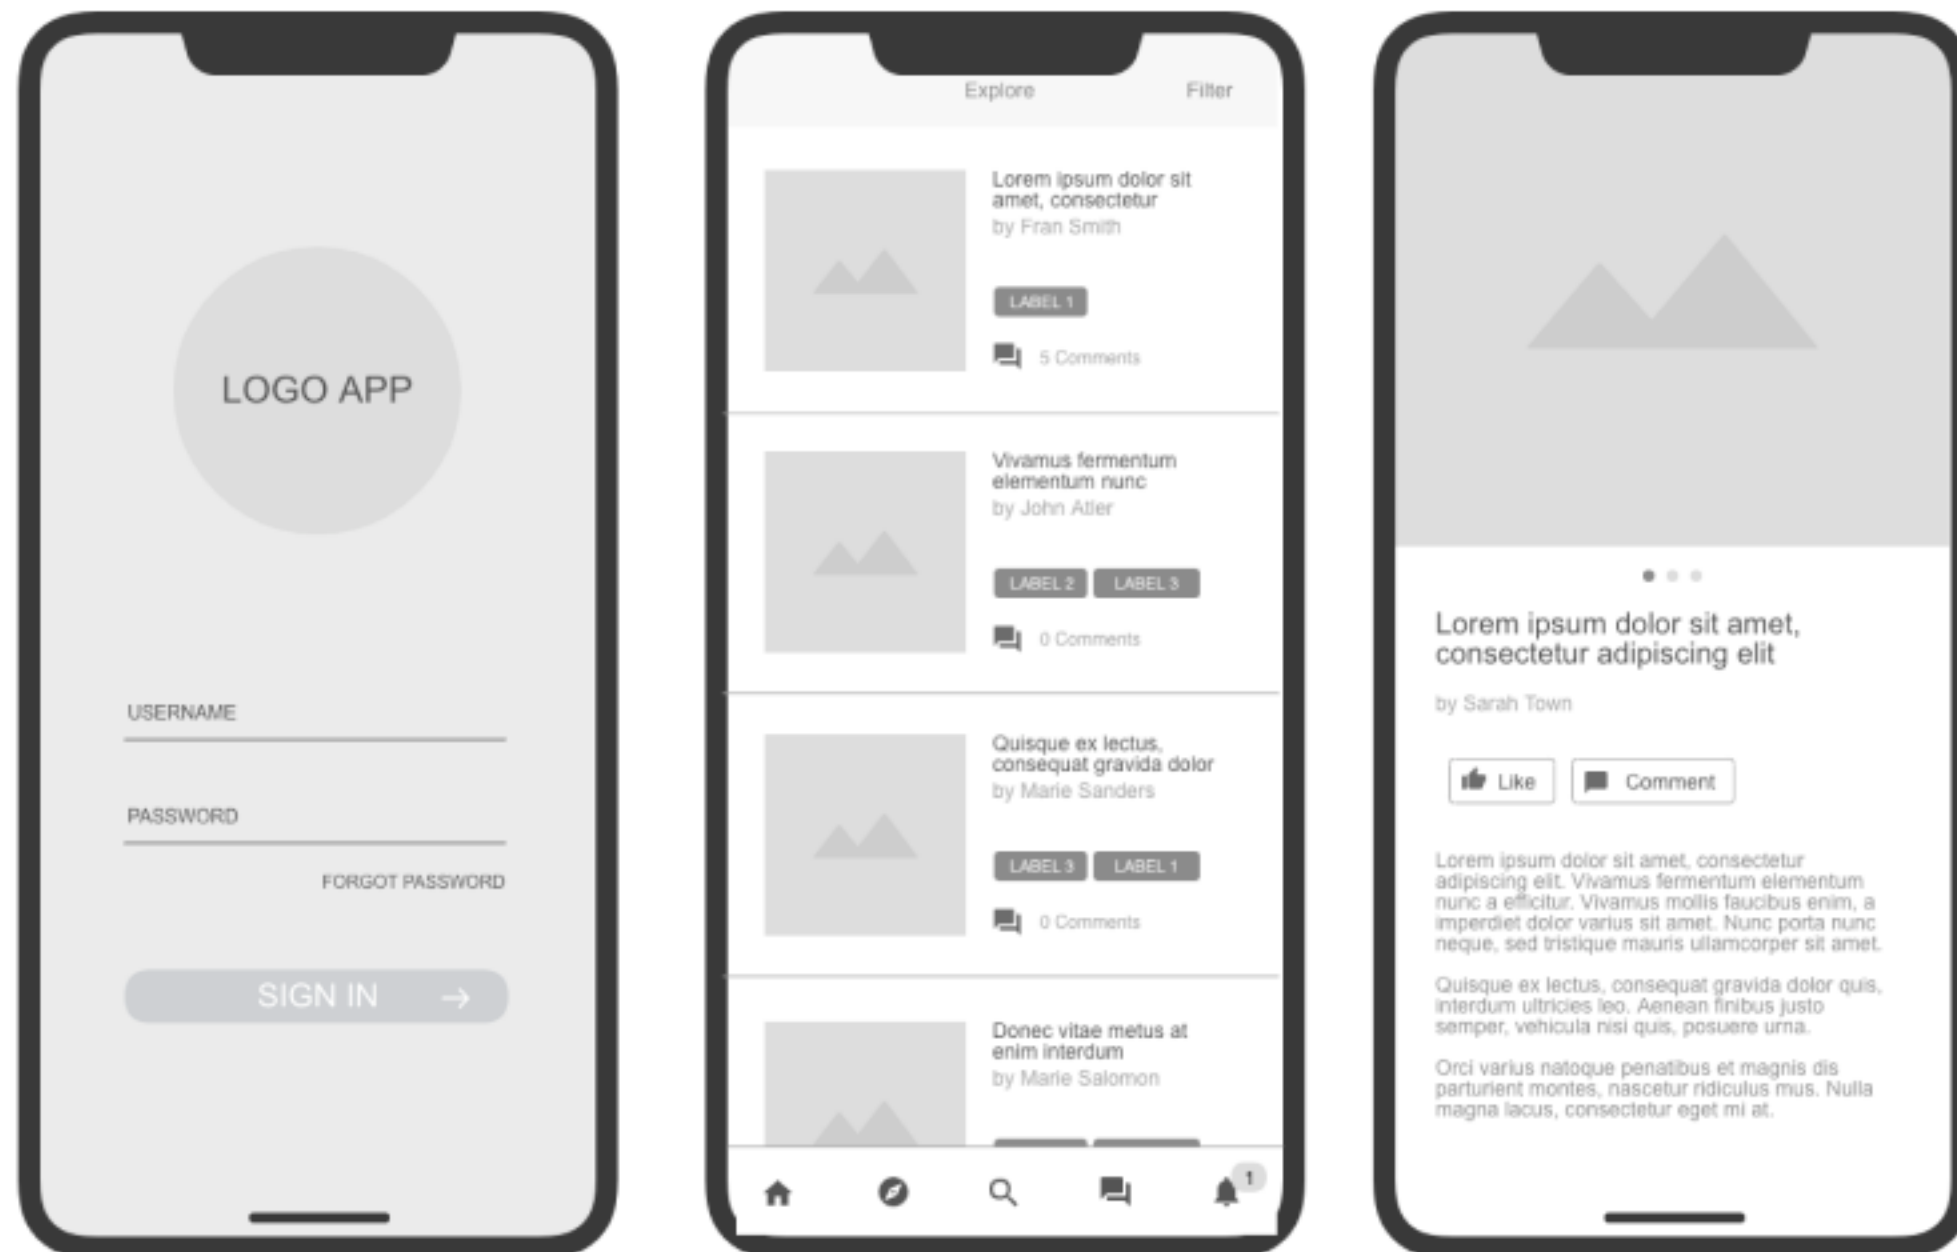 LOGO APP
USERNAME
PASSWORD
FORGOT PASSWORD
SIGN IN
Explore
Filter
Lorem ipsum dolor sit
amet, consectetur
by Fran Smith
LABEL 1
5 Comments
Vivamus fermentum
elementum nunc
by John Atler
LABEL 2
LABEL 3
0 Comments
Quisque ex lectus,
consequat gravida dolor
by Marie Sanders
LABEL 3
LABEL 1
0 Comments
Donec vitae metus at
enim interdum
by Marie Salomon
1
Lorem ipsum dolor sit amet,
consectetur adipiscing elit
by Sarah Town
Like
Comment
Lorem ipsum dolor sit amet, consectetur
adipiscing elit. Vivamus fermentum elementum
nunc a efficitur. Vivamus mollis faucibus enim, a
imperdiet dolor varius sit amet. Nunc porta nunc
neque, sed tristique mauris ullamcorper sit amet.
Quisque ex lectus, consequat gravida dolor quis,
interdum ultricies leo. Aenean finibus justo
semper, vehicula nisi quis, posuere urna.
Orci varius natoque penatibus et magnis dis
parturient montes, nascetur ridiculus mus. Nulla
magna lacus, consectetur eget mi at.